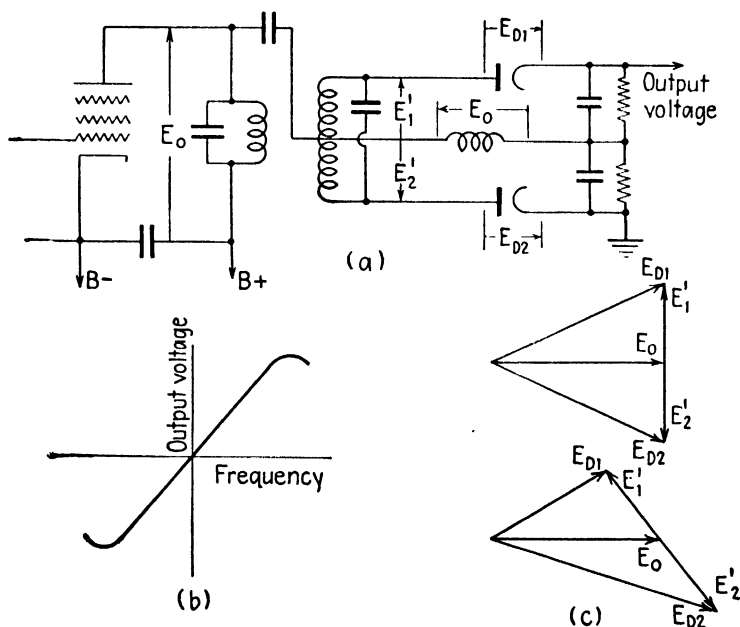 E_D1
Output voltage
E_o
E'_1
E_o
E'_2
E_D2
B-
B+
(a)
Output voltage
Frequency
(b)
E_D1
E'_1
E_o
E'_2
E_D2
E_D1
E'_1
E_o
E'_2
E_D2
(c)